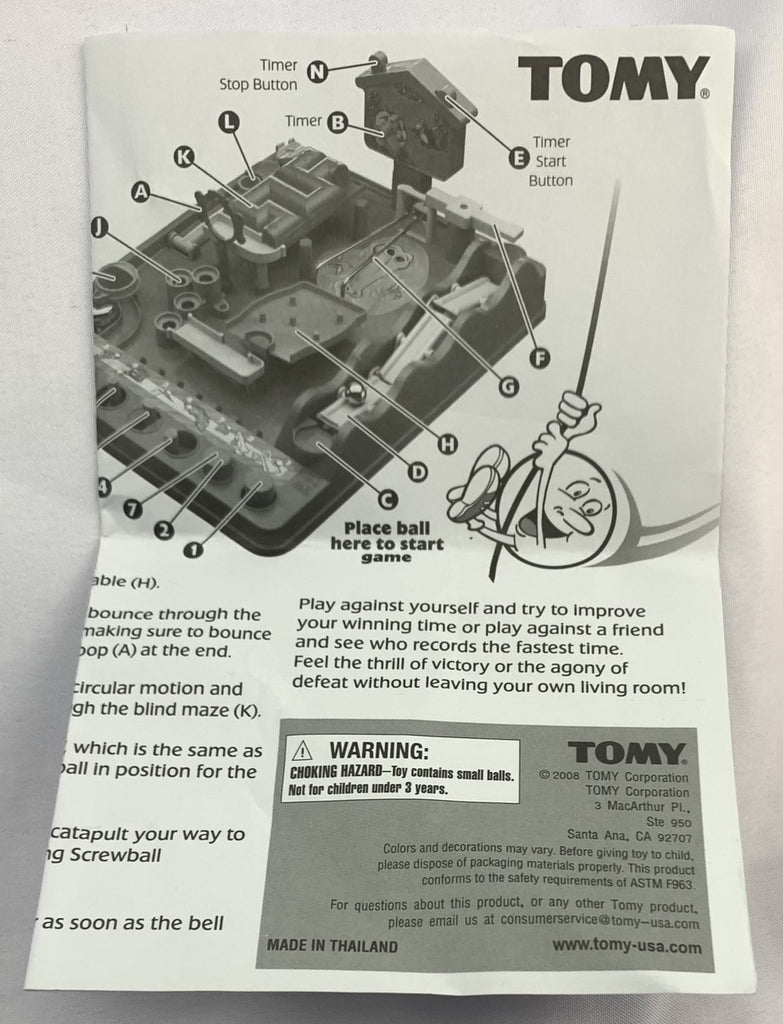 Timer
Stop Button
N
TOMY®
L
Timer B
K
E
Timer
Start
Button
A
J
F
G
H
D
4
C
7
2
1
Place ball
here to start
game
able (H).
bounce through the
making sure to bounce
oop (A) at the end.
circular motion and
gh the blind maze (K).
, which is the same as
ball in position for the
catapult your way to
ng Screwball
as soon as the bell
Play against yourself and try to improve
your winning time or play against a friend
and see who records the fastest time.
Feel the thrill of victory or the agony of
defeat without leaving your own living room!
WARNING:
CHOKING HAZARD–Toy contains small balls.
Not for children under 3 years.
TOMY®
© 2008 TOMY Corporation
TOMY Corporation
3 MacArthur Pl.,
Ste 950
Santa Ana, CA 92707
Colors and decorations may vary. Before giving toy to child,
please dispose of packaging materials properly. This product
conforms to the safety requirements of ASTM F963.
For questions about this product, or any other Tomy product,
please email us at consumerservice@tomy-usa.com
MADE IN THAILAND
www.tomy-usa.com